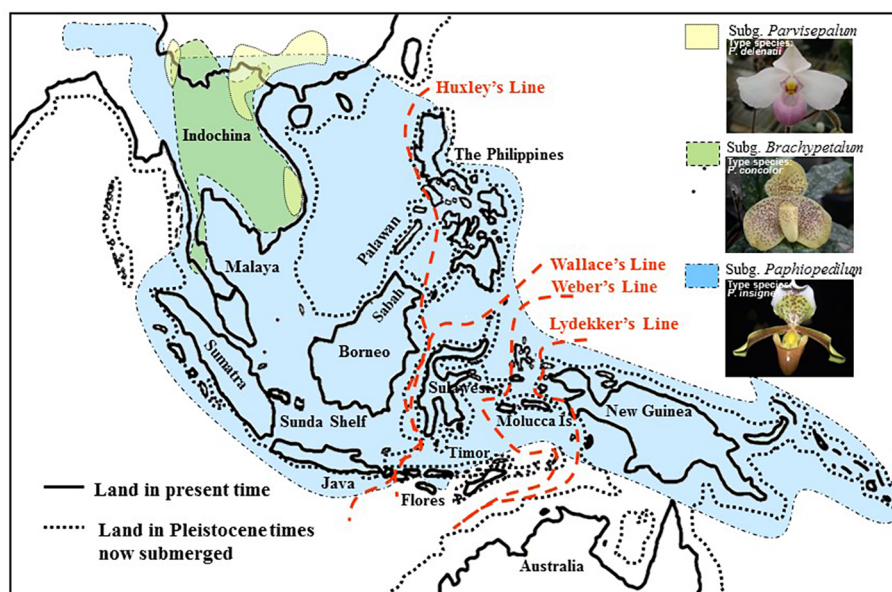 Subg. Parvisepalum
Type species:
P. delenatii
Huxley's Line
Indochina
The Philippines
Subg. Brachypetalum
Type species:
P. concolor
Palawan
Malaya
Wallace's Line
Weber's Line
Subg. Paphiopedilum
Type species:
P. insigne
Sabah
Lydekker's Line
Borneo
Sumatra
Sulawesi
New Guinea
Sunda Shelf
Molucca Is.
Timor
Java
Flores
Land in present time
Land in Pleistocene times
now submerged
Australia